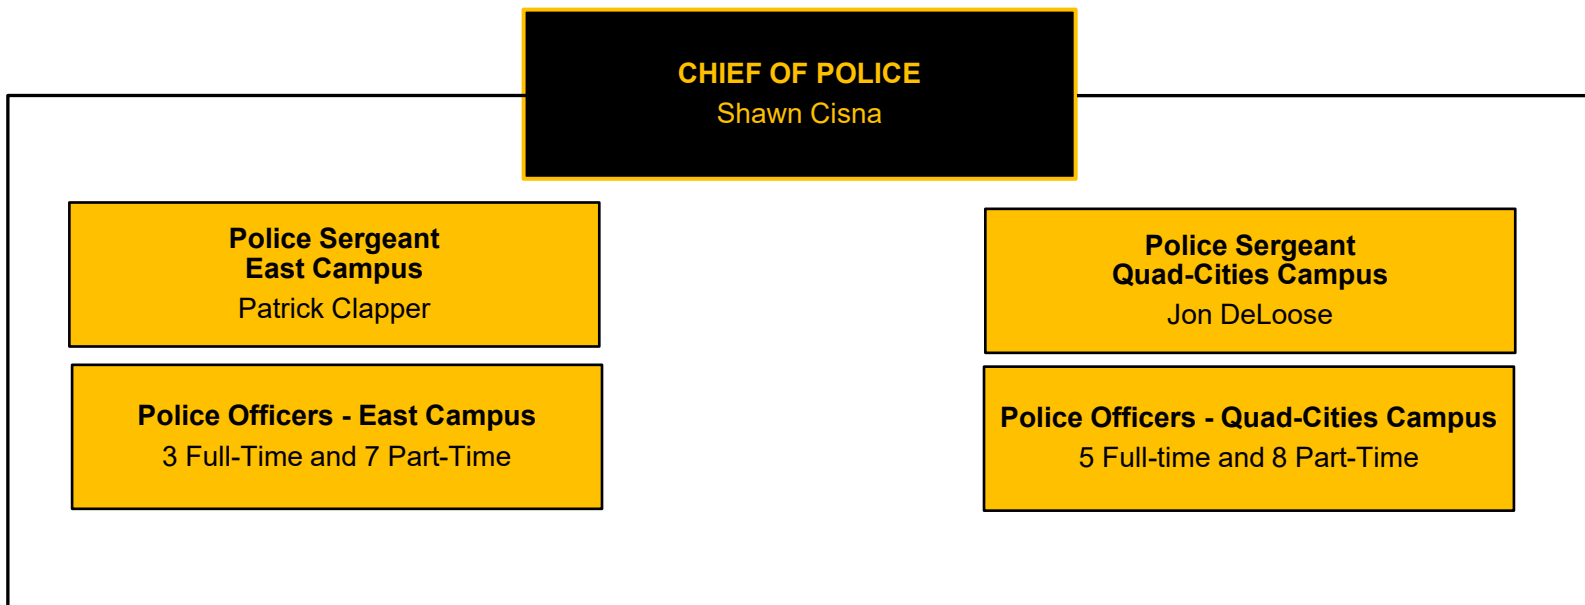 CHIEF OF POLICE
Shawn Cisna
Police Sergeant
East Campus
Patrick Clapper
Police Officers - East Campus
3 Full-Time and 7 Part-Time
Police Sergeant
Quad-Cities Campus
Jon DeLoose
Police Officers - Quad-Cities Campus
5 Full-time and 8 Part-Time